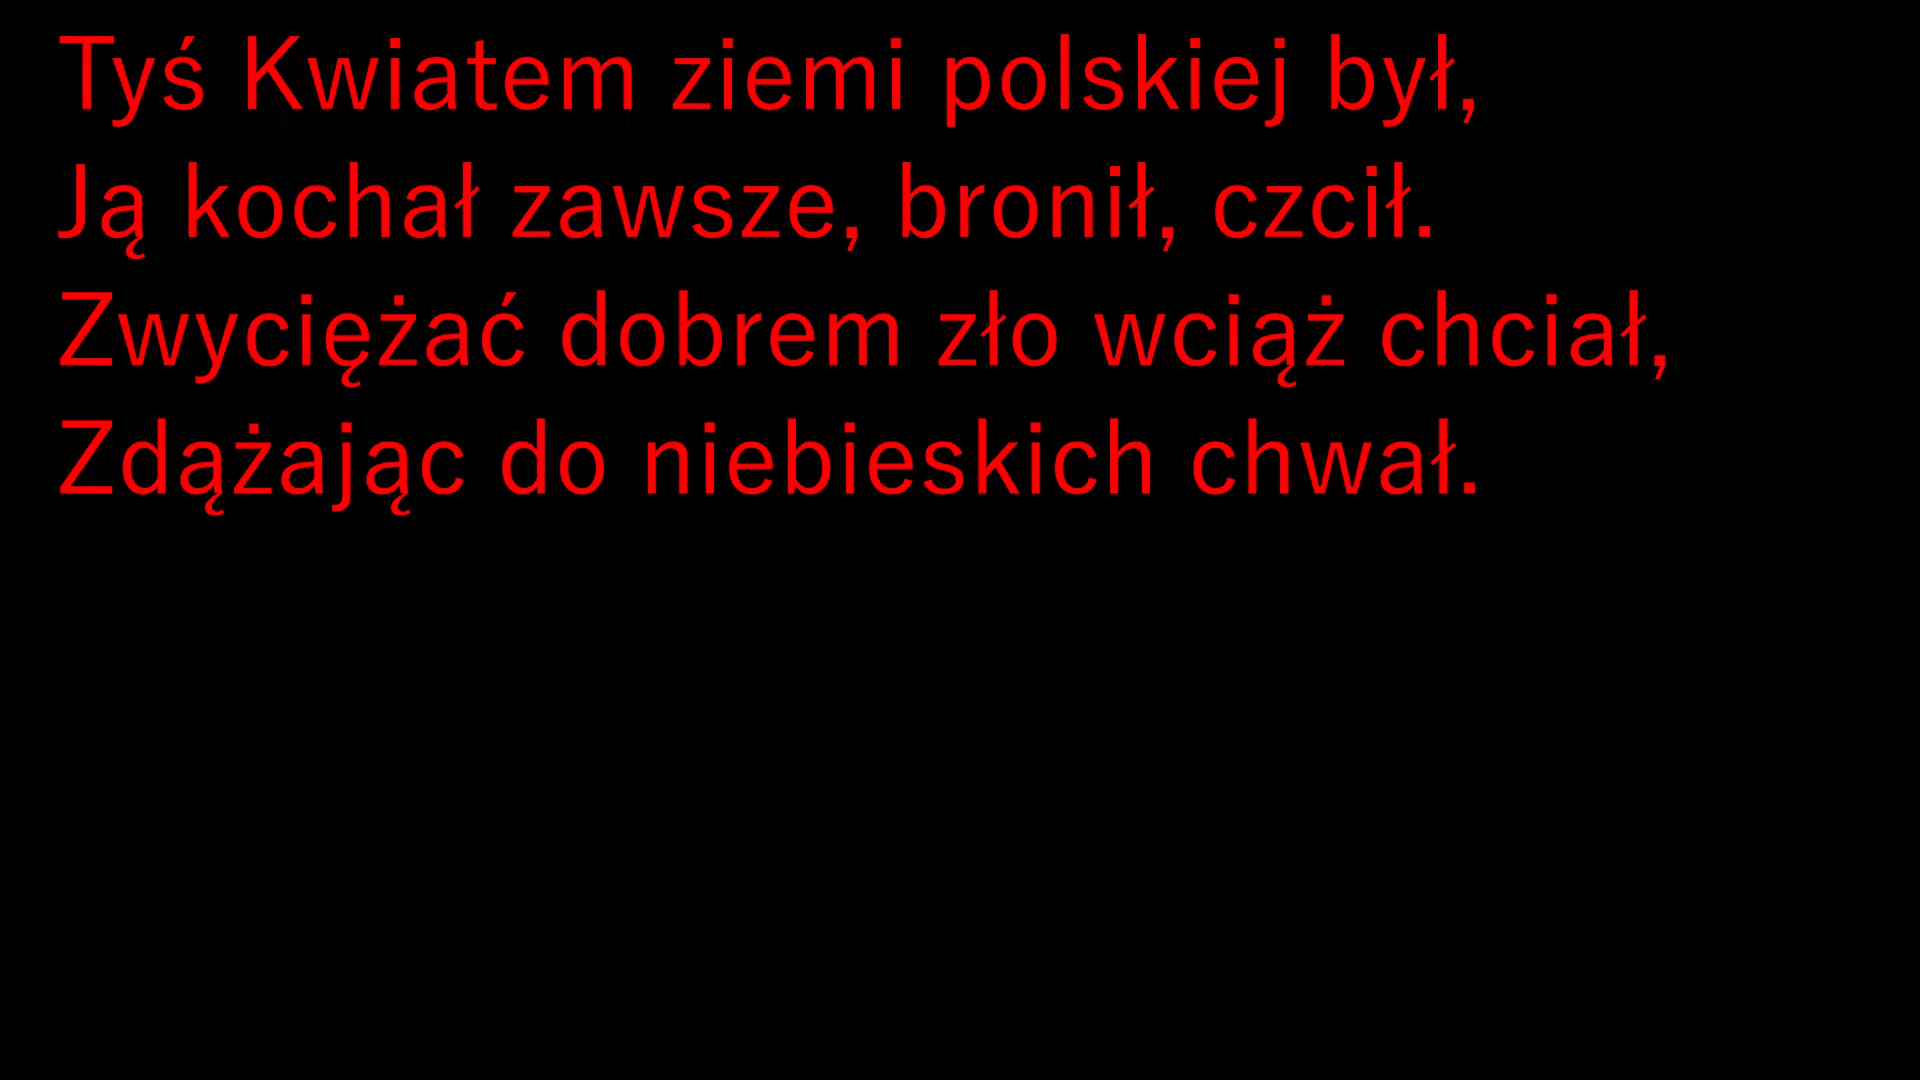 Tyś Kwiatem ziemi polskiej był,
Ją kochał zawsze, bronił, czcił.
Zwyciężać dobrem zło wciąż chciał,
Zdążając do niebieskich chwał.